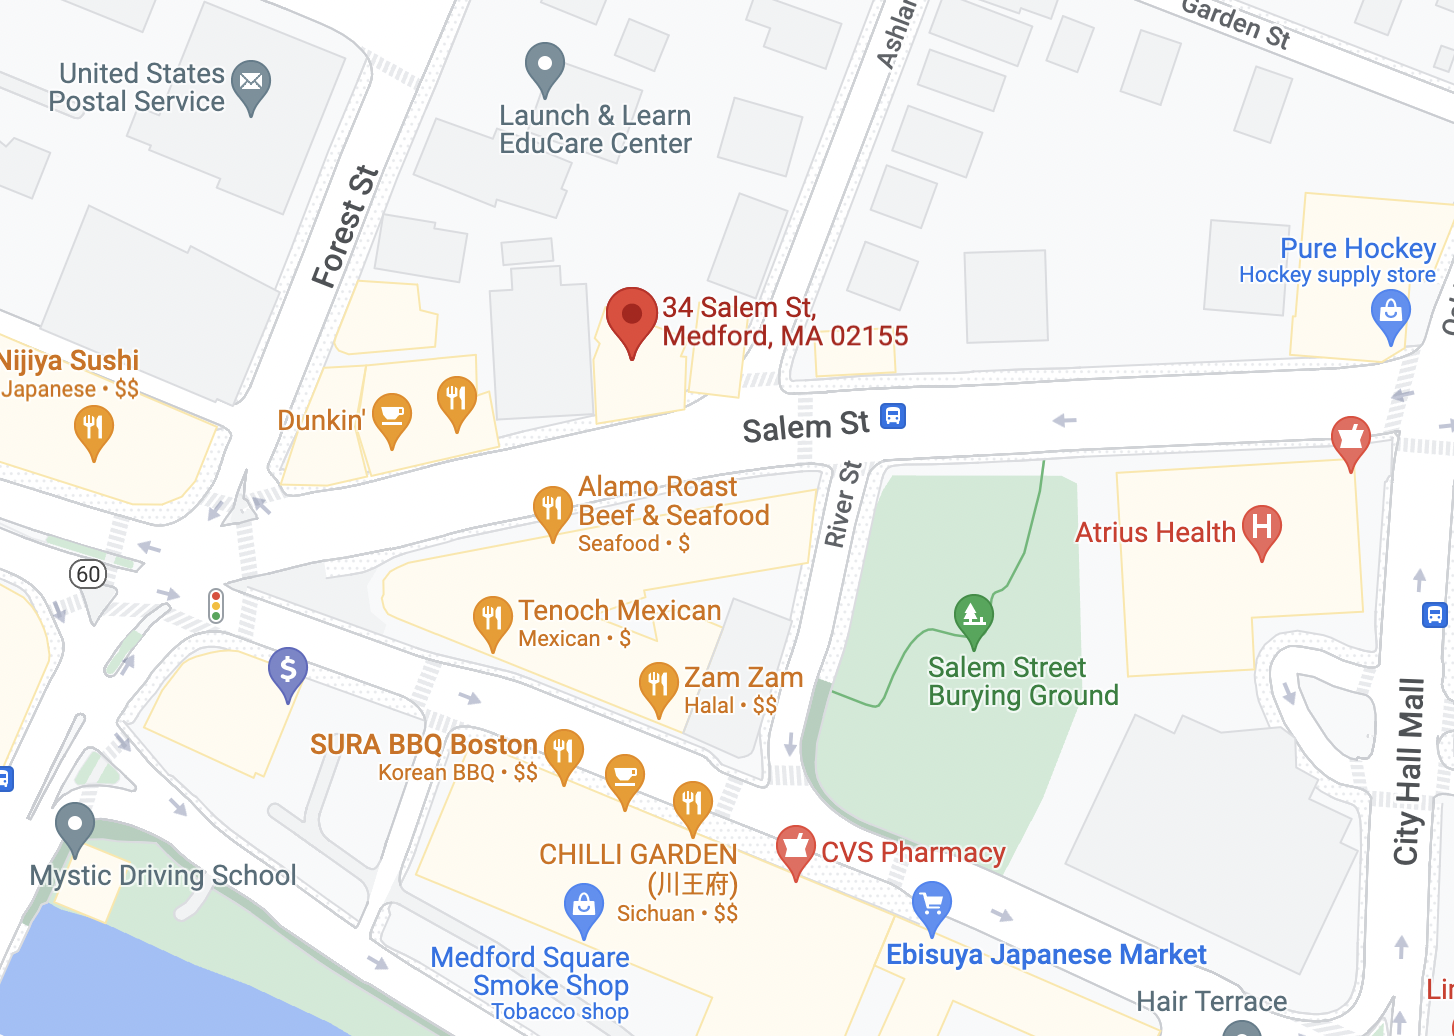 Garden St
United States
Postal Service
Launch & Learn
EduCare Center
Forest St
Pure Hockey
Hockey supply store
34 Salem St,
Medford, MA 02155
Nijiya Sushi
Japanese • $$
Dunkin'
Salem St
River St
Alamo Roast
Beef & Seafood
Seafood • $
Atrius Health
H
60
$
Tenoch Mexican
Mexican • $
Zam Zam
Halal • $$
Salem Street
Burying Ground
City Hall Mall
SURA BBQ Boston
Korean BBQ • $$
CHILLI GARDEN
(川王府)
Sichuan • $$
CVS Pharmacy
Mystic Driving School
Medford Square
Smoke Shop
Tobacco shop
Ebisuya Japanese Market
Hair Terrace